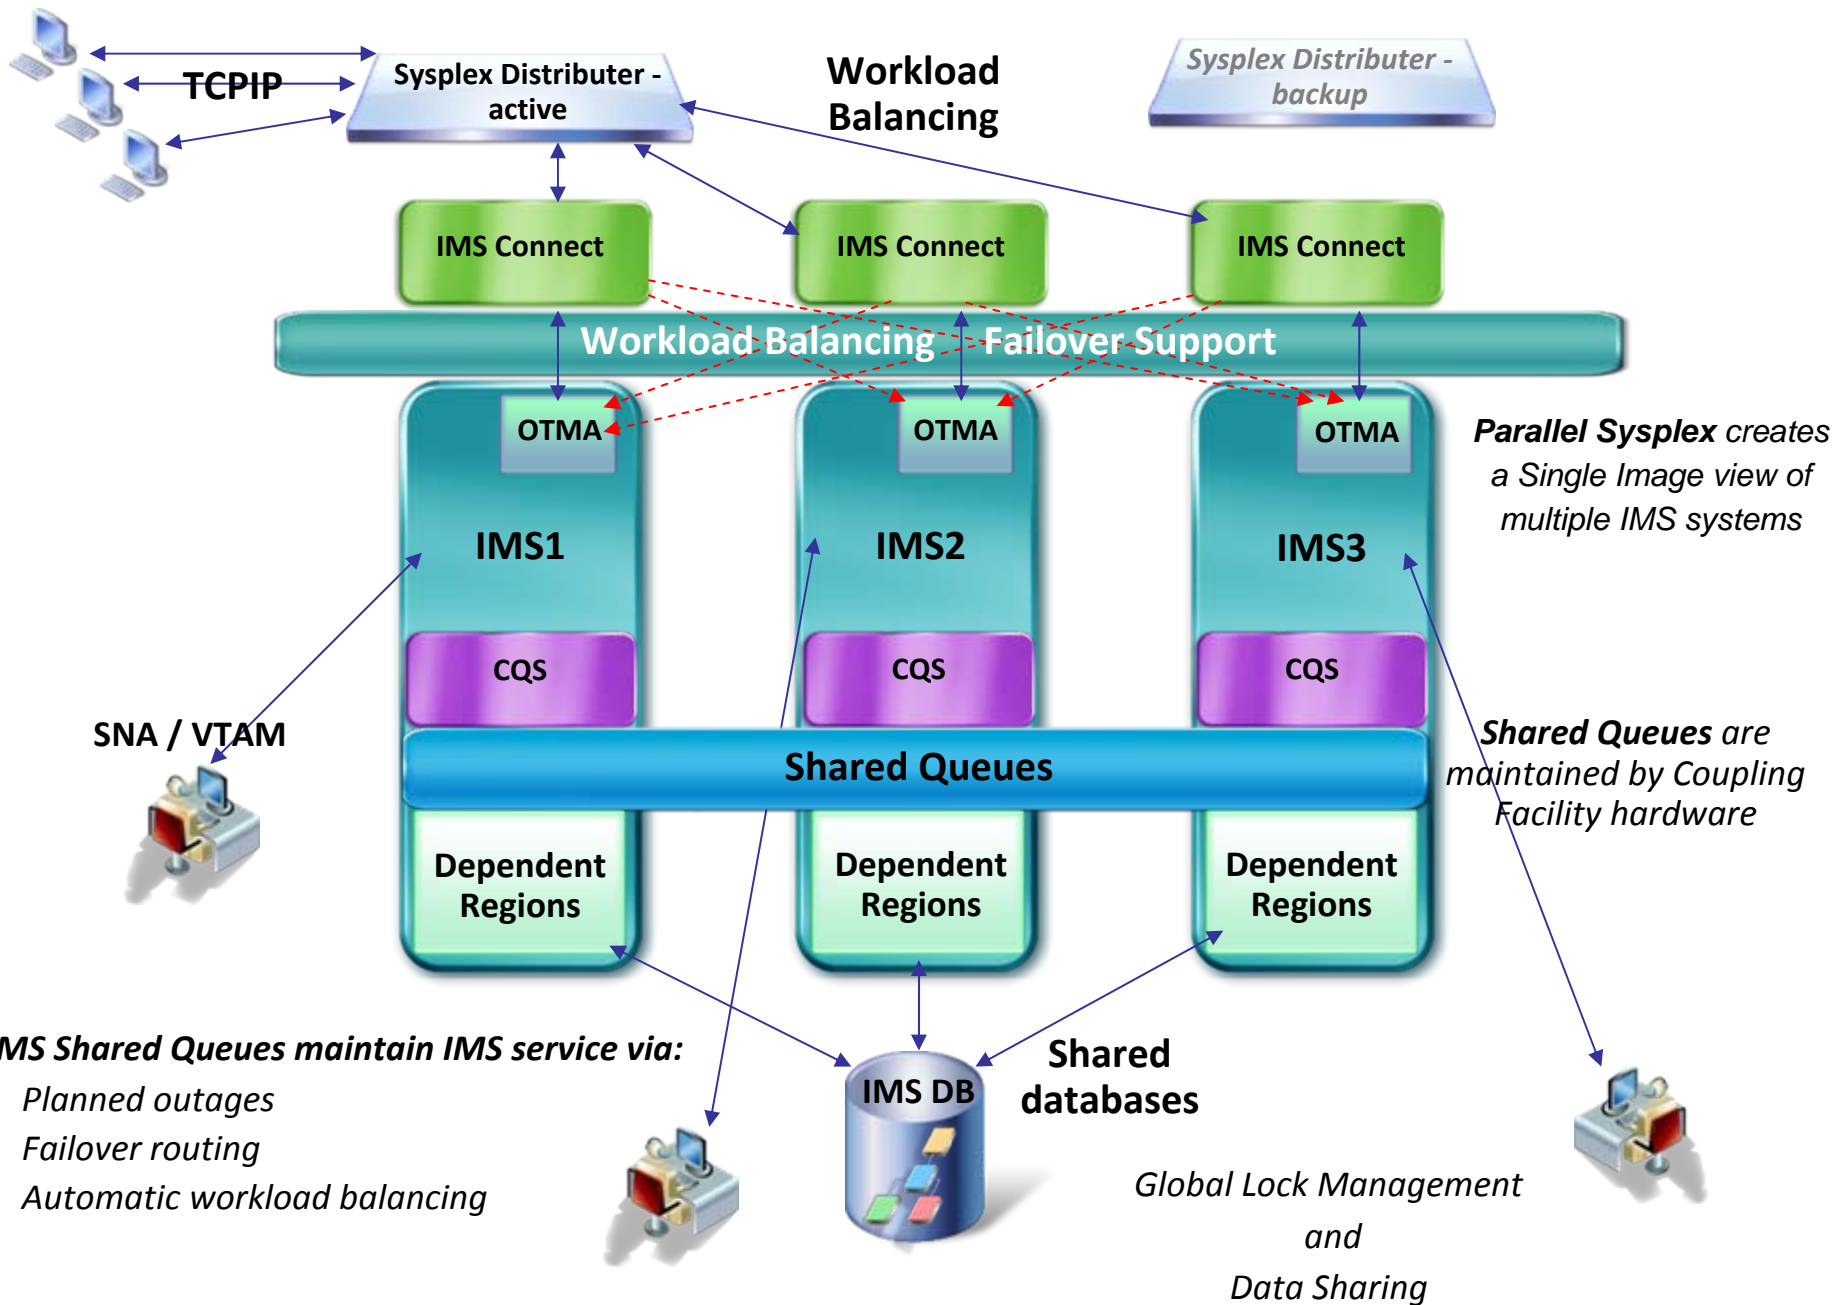 TCPIP
Sysplex Distributer -
active
Workload
Balancing
Sysplex Distributer -
backup
IMS Connect
IMS Connect
IMS Connect
Workload Balancing Failover Support
OTMA
OTMA
OTMA
Parallel Sysplex creates
a Single Image view of
multiple IMS systems
IMS1
IMS2
IMS3
CQS
CQS
CQS
SNA / VTAM
Shared Queues
Shared Queues are
maintained by Coupling
Facility hardware
Dependent
Regions
Dependent
Regions
Dependent
Regions
MS Shared Queues maintain IMS service via:
Planned outages
Failover routing
Automatic workload balancing
IMS DB
Shared
databases
Global Lock Management
and
Data Sharing